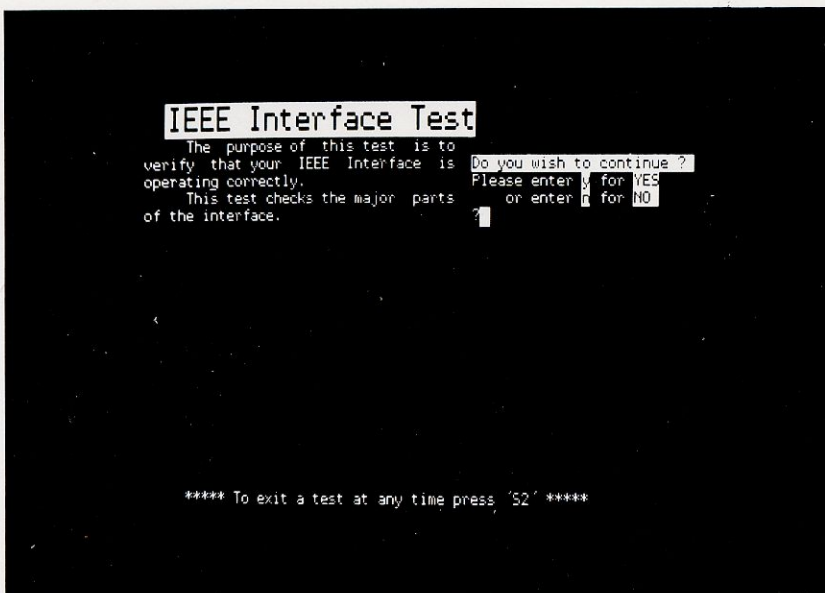 IEEE Interface Test
The purpose of this test is to
verify that your IEEE Interface is
operating correctly.
This test checks the major parts
of the interface.
Do you wish to continue ?
Please enter y for YES
or enter n for NO
?
***** To exit a test at any time press 'S2' *****